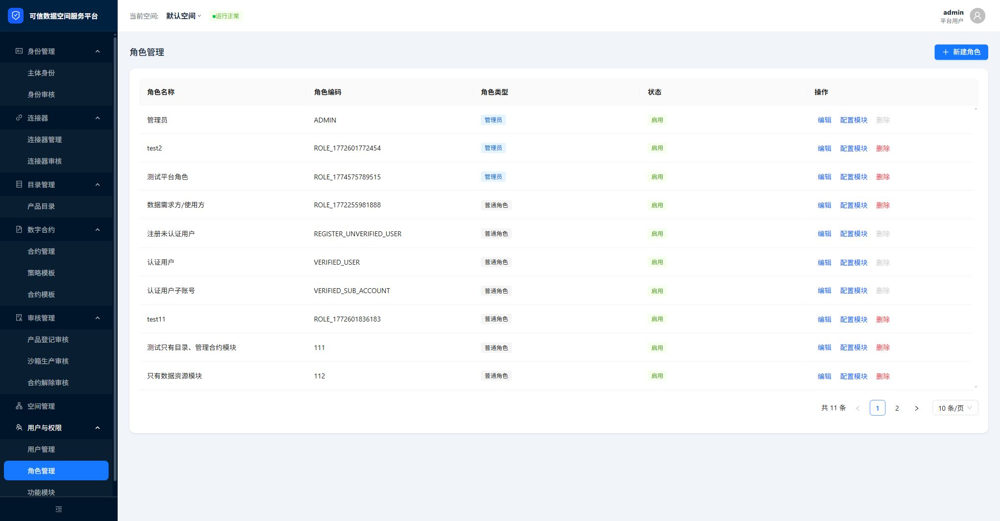 可信数据空间服务平台
当前空间: 默认空间 运行正常
admin
平台用户
身份管理
主体身份
身份审核
连接器
连接器管理
连接器审核
目录管理
产品目录
数字合约
合约管理
策略模板
合约模板
审核管理
产品登记审核
沙箱生产审核
合约解除审核
空间管理
用户与权限
用户管理
角色管理
功能模块
角色管理 新建角色
角色名称 角色编码 角色类型 状态 操作
管理员 ADMIN 管理员 启用 编辑 配置模块 删除
test2 ROLE_1772601772454 管理员 启用 编辑 配置模块 删除
测试平台角色 ROLE_1774575789515 管理员 启用 编辑 配置模块 删除
数据需求方/使用方 ROLE_1772255981888 普通角色 启用 编辑 配置模块 删除
注册未认证用户 REGISTER_UNVERIFIED_USER 普通角色 启用 编辑 配置模块 删除
认证用户 VERIFIED_USER 普通角色 启用 编辑 配置模块 删除
认证用户子账号 VERIFIED_SUB_ACCOUNT 普通角色 启用 编辑 配置模块 删除
test11 ROLE_1772601836183 普通角色 启用 编辑 配置模块 删除
测试只有目录、管理合约模块 111 普通角色 启用 编辑 配置模块 删除
只有数据资源模块 112 普通角色 启用 编辑 配置模块 删除
共 11 条 < 1 2 > 10 条/页